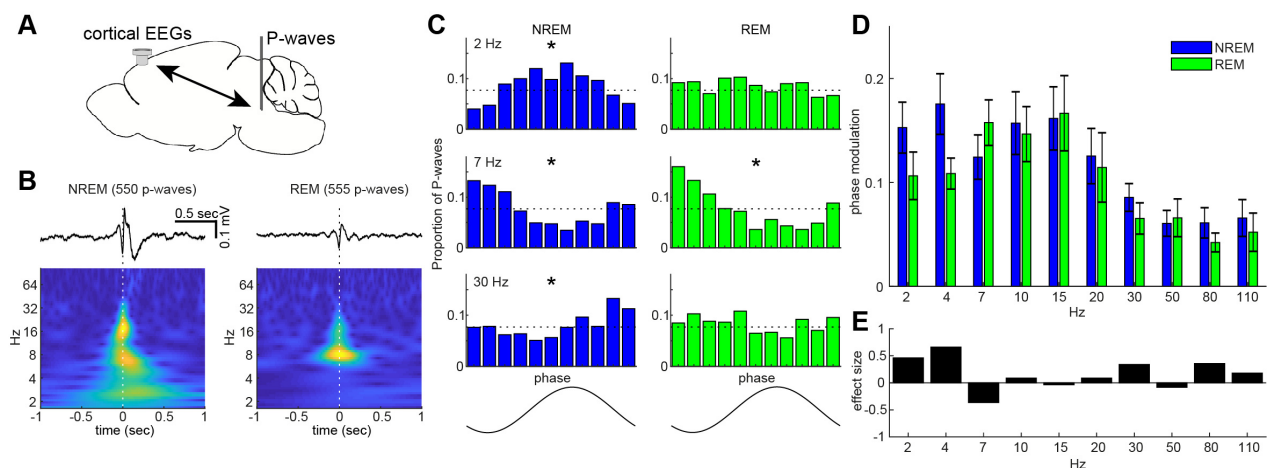 A
cortical EEGs
P-waves
B
NREM (550 p-waves)
REM (555 p-waves)
0.5 sec
0.1 mV
Hz
64
32
16
8
4
2
-1 -0.5 0 0.5 1
time (sec)
Hz
64
32
16
8
4
2
-1 -0.5 0 0.5 1
time (sec)
C
NREM
REM
Proportion of P-waves
2 Hz
*
0.1
0
0.1
0
7 Hz
*
*
0.1
0
0.1
0
30 Hz
*
0.1
0
0.1
0
phase
phase
D
NREM
REM
phase modulation
0.2
0.1
0
2 4 7 10 15 20 30 50 80 110
Hz
E
effect size
1
0.5
0
-0.5
-1
2 4 7 10 15 20 30 50 80 110
Hz